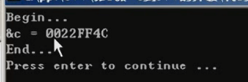 Begin...
&c = 0022FF4C
End...
Press enter to continue ...